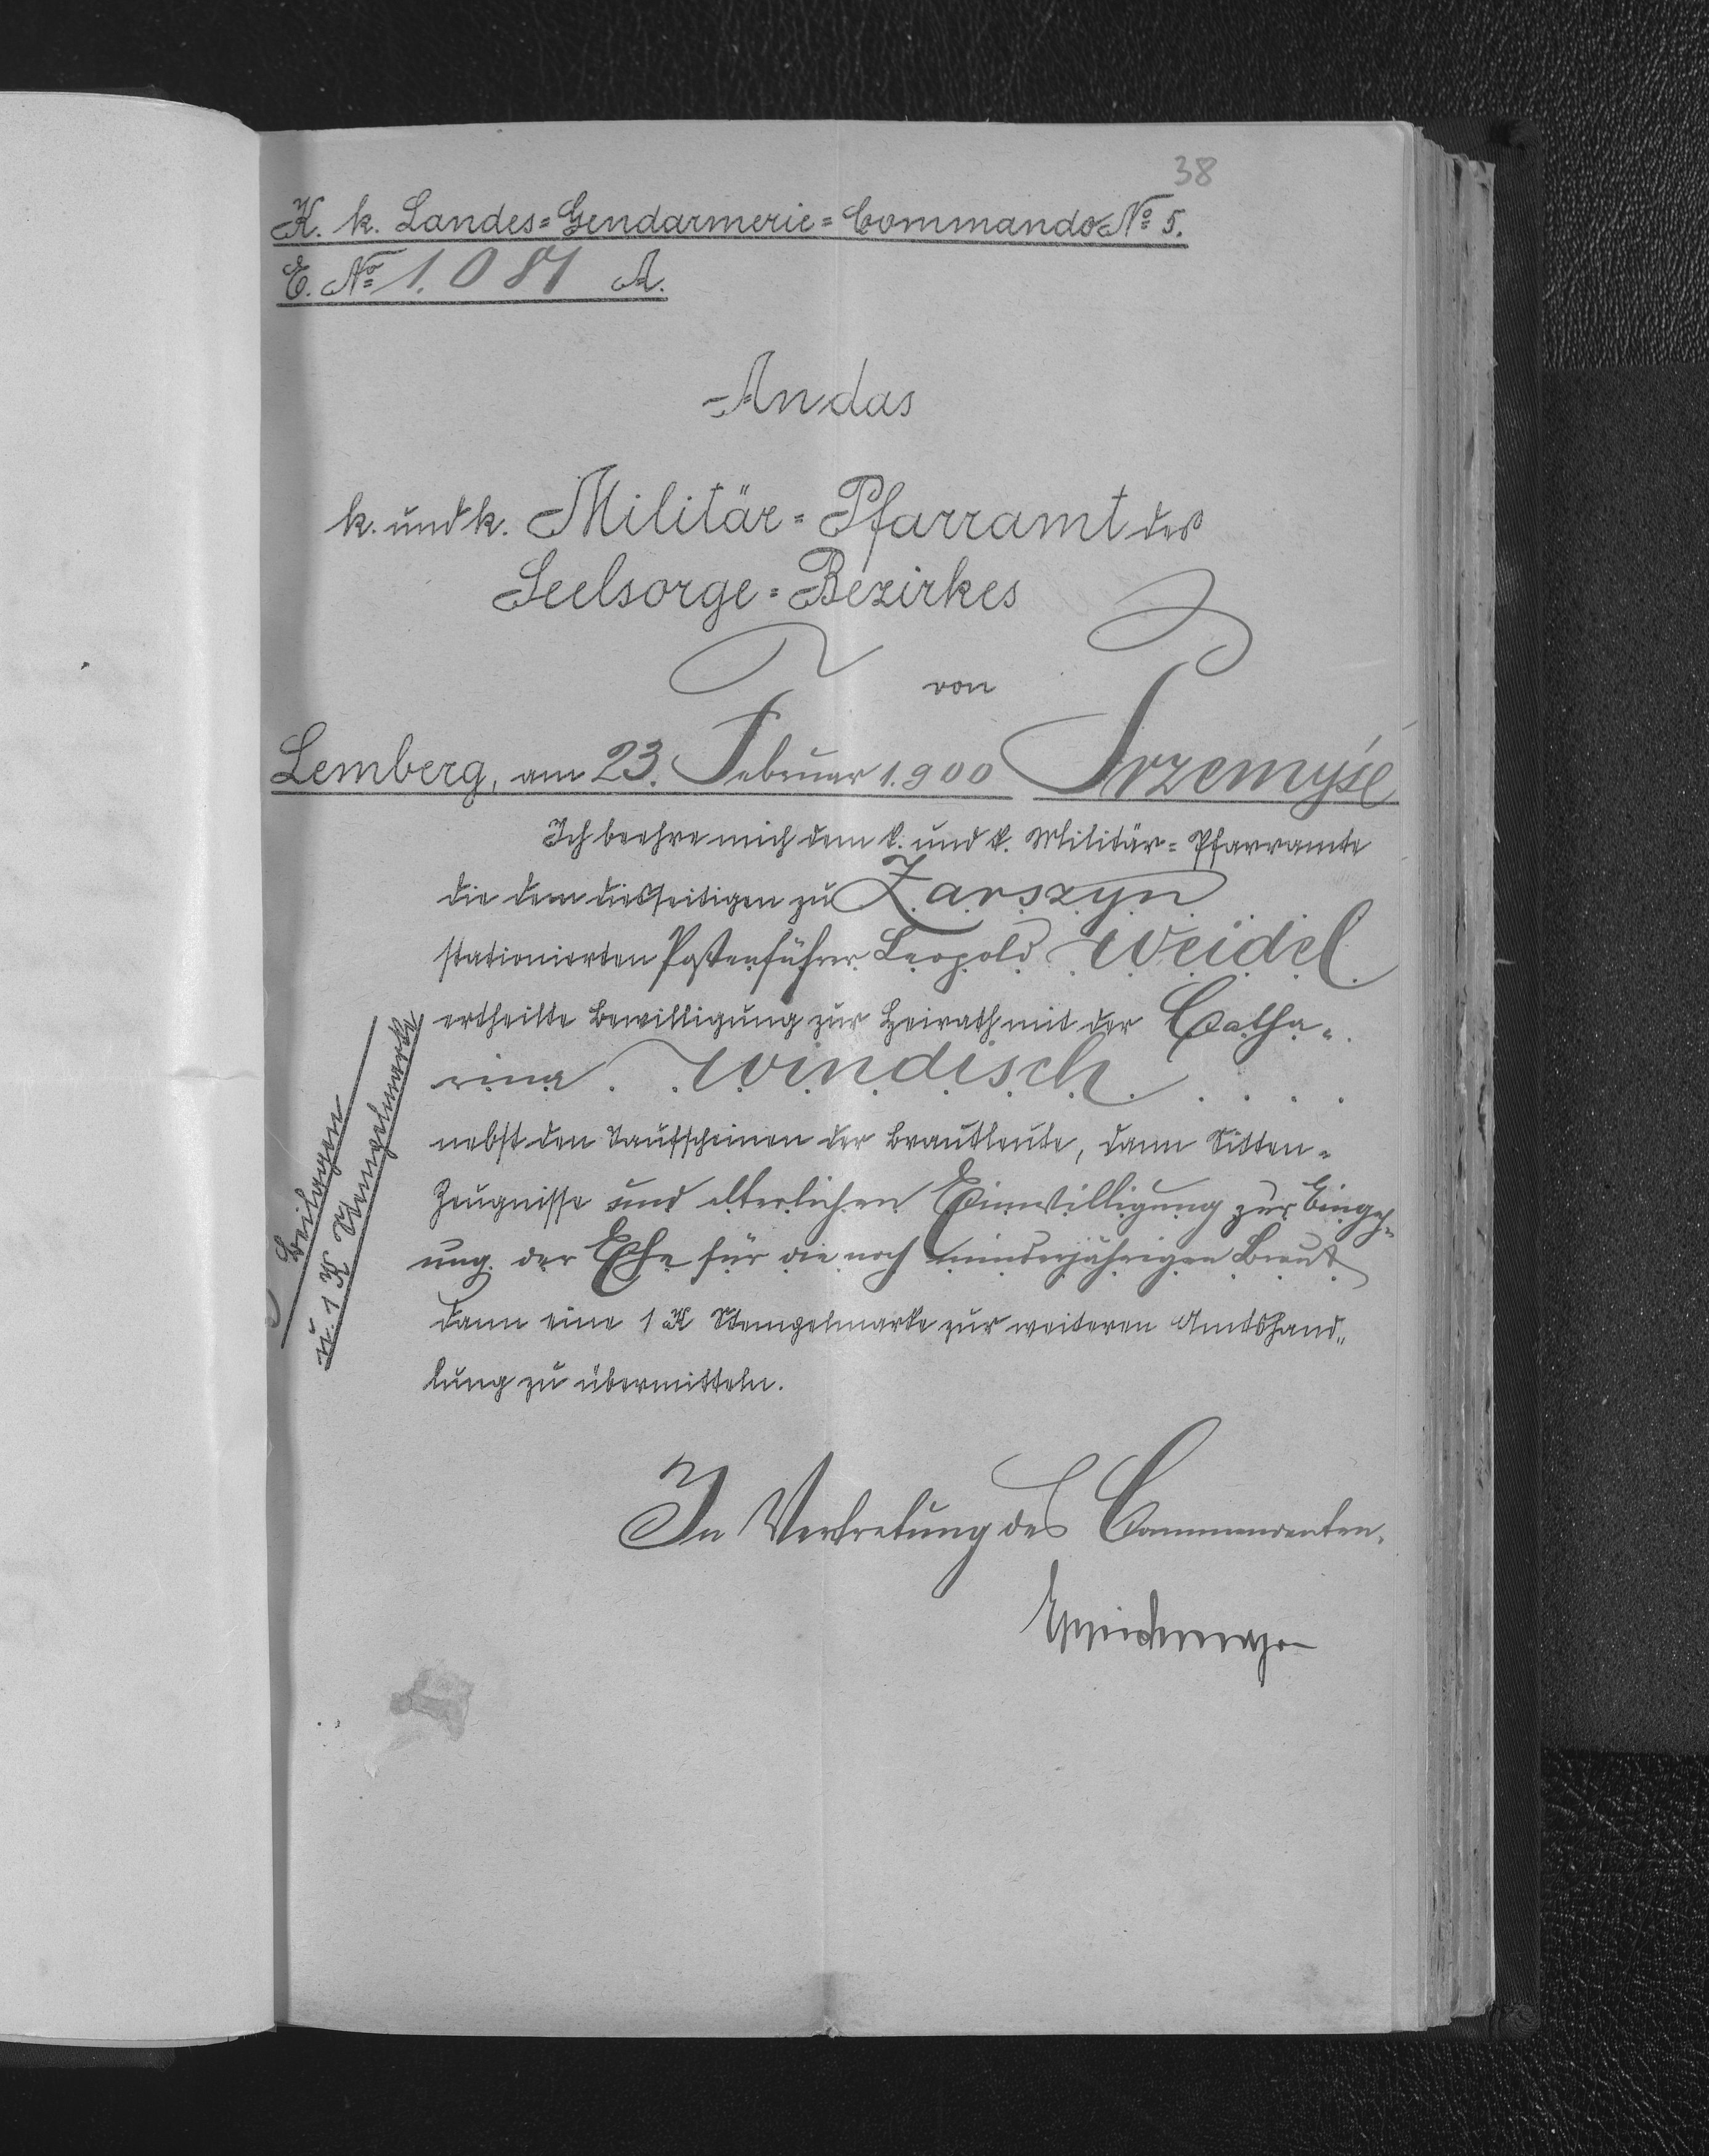 38
K. k. Landes=Gendarmerie=Commando No 5.
E. No 1.081 A.
An das
k. und k. Militär=Pfarramt des
Seelsorge=Bezirkes
von
Lemberg, am 23. Februar 1.900 Przemyśl
Ich beehre mich dem k. und k. Militär=Pfarramte
die dem diesseitigen zu Zarszyn
stationierten Postenführer Leopold Weidel
ertheilte Bewilligung zur Heirath mit der Catha=
rina Windisch
nebst den Taufscheinen der Brautleute, dann Sitten=
Zeugnisse und elterlichen Einwilligung zur Eingeh=
ung der Ehe für die noch minderjährigen Braut
dann eine 1 K Stempelmarke zur weiteren Amtshand„
lung zu übermitteln.
Beilagen
u. 1 K Stempelmarke
In Vertretung des Commandanten.